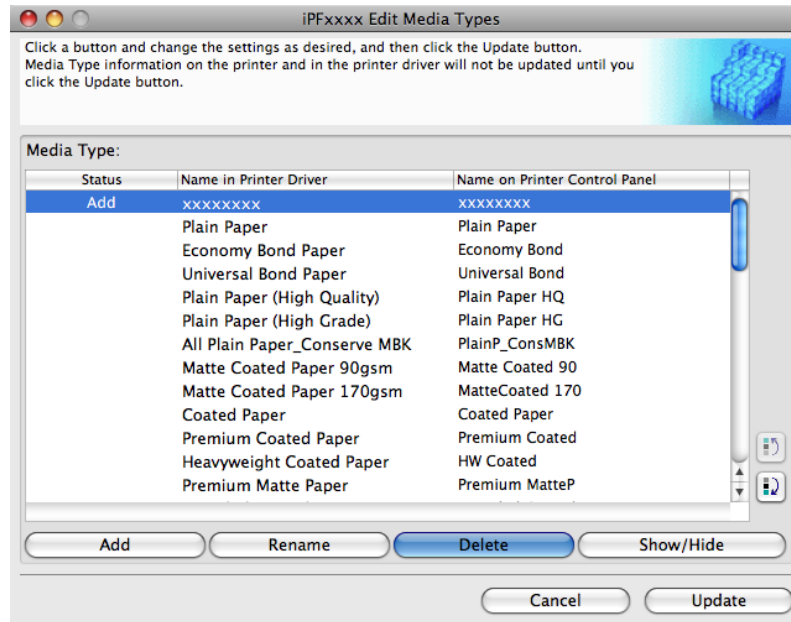 iPFxxxx Edit Media Types
Click a button and change the settings as desired, and then click the Update button.
Media Type information on the printer and in the printer driver will not be updated until you
click the Update button.
Media Type:
Status Name in Printer Driver Name on Printer Control Panel
Add xxxxxxxx xxxxxxxx
Plain Paper Plain Paper
Economy Bond Paper Economy Bond
Universal Bond Paper Universal Bond
Plain Paper (High Quality) Plain Paper HQ
Plain Paper (High Grade) Plain Paper HG
All Plain Paper_Conserve MBK PlainP_ConsMBK
Matte Coated Paper 90gsm Matte Coated 90
Matte Coated Paper 170gsm MatteCoated 170
Coated Paper Coated Paper
Premium Coated Paper Premium Coated
Heavyweight Coated Paper HW Coated
Premium Matte Paper Premium MatteP
Add Rename Delete Show/Hide
Cancel Update